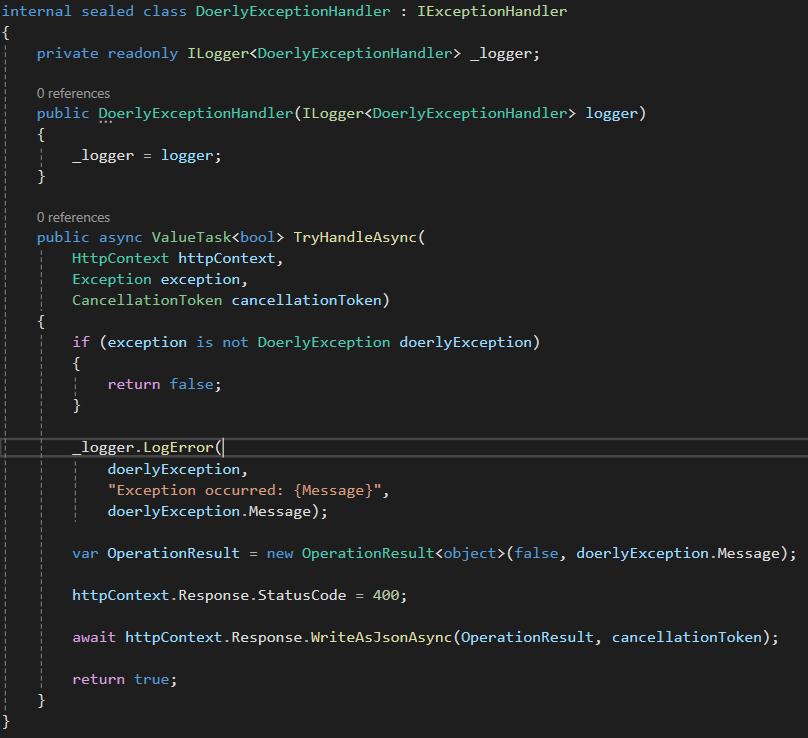 internal sealed class DoerlyExceptionHandler : IExceptionHandler
{
    private readonly ILogger<DoerlyExceptionHandler> _logger;
    0 references
    public DoerlyExceptionHandler(ILogger<DoerlyExceptionHandler> logger)
    {
        _logger = logger;
    }
    0 references
    public async ValueTask<bool> TryHandleAsync(
        HttpContext httpContext,
        Exception exception,
        CancellationToken cancellationToken)
    {
        if (exception is not DoerlyException doerlyException)
        {
            return false;
        }
        _logger.LogError(
            doerlyException,
            "Exception occurred: {Message}",
            doerlyException.Message);
        var OperationResult = new OperationResult<object>(false, doerlyException.Message);
        httpContext.Response.StatusCode = 400;
        await httpContext.Response.WriteAsJsonAsync(OperationResult, cancellationToken);
        return true;
    }
}